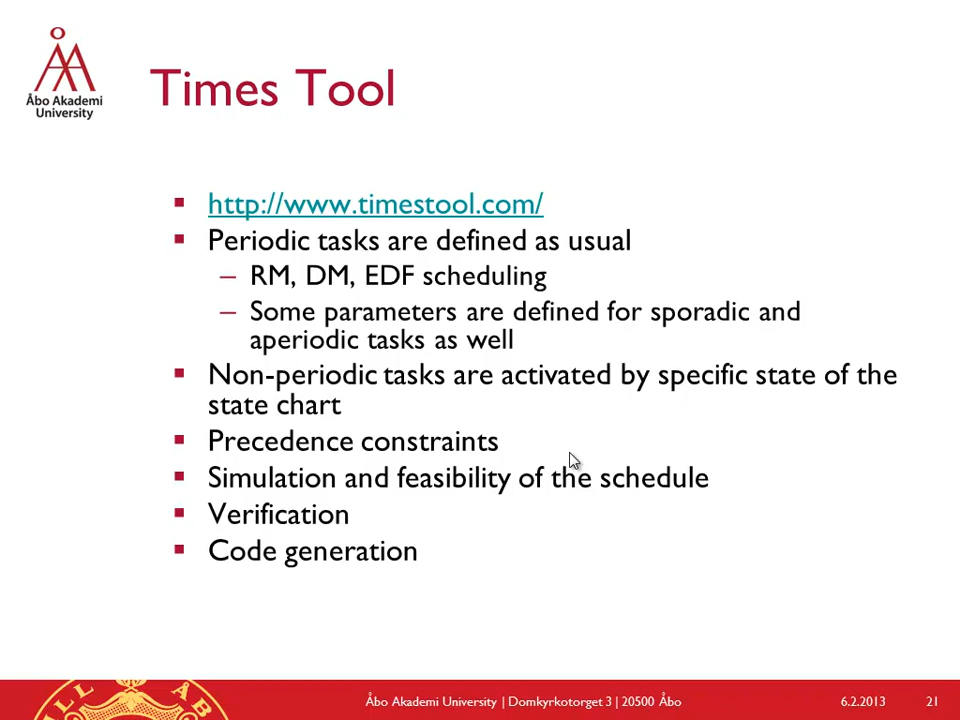 Åbo Akademi
University
Times Tool
http://www.timestool.com/
Periodic tasks are defined as usual
– RM, DM, EDF scheduling
– Some parameters are defined for sporadic and
aperiodic tasks as well
Non-periodic tasks are activated by specific state of the
state chart
Precedence constraints
Simulation and feasibility of the schedule
Verification
Code generation
Åbo Akademi University | Domkyrkotorget 3 | 20500 Åbo
6.2.2013
21